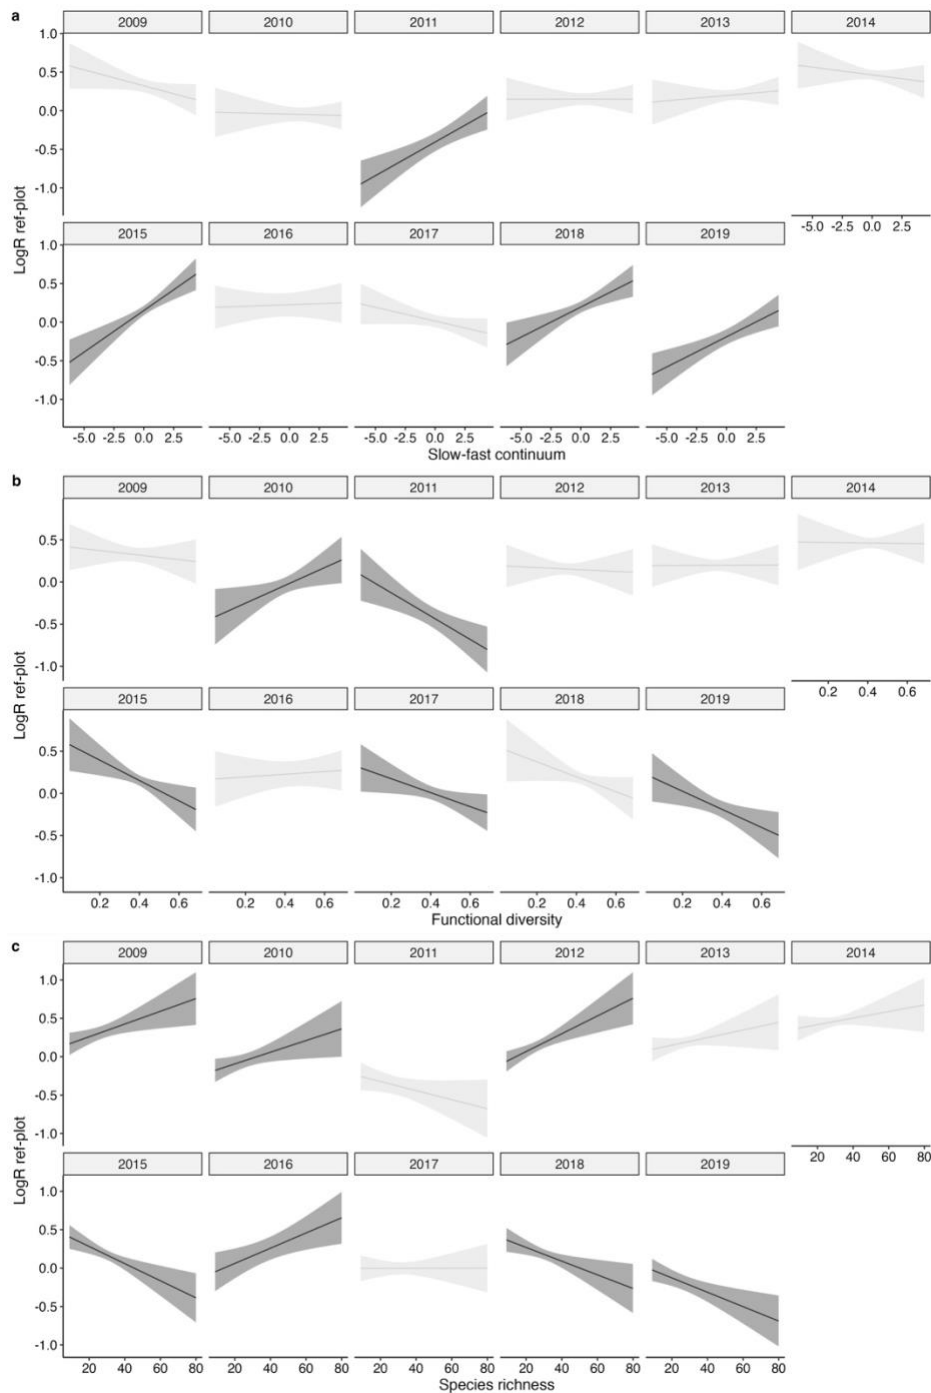 a
2009 2010 2011 2012 2013 2014
1.0
0.5
0.0
-0.5
-1.0
-5.0 -2.5 0.0 2.5
LogR ref-plot
2015 2016 2017 2018 2019
1.0
0.5
0.0
-0.5
-1.0
-5.0 -2.5 0.0 2.5 -5.0 -2.5 0.0 2.5 -5.0 -2.5 0.0 2.5 -5.0 -2.5 0.0 2.5 -5.0 -2.5 0.0 2.5
Slow-fast continuum
b
2009 2010 2011 2012 2013 2014
0.5
0.0
-0.5
-1.0
0.2 0.4 0.6
LogR ref-plot
2015 2016 2017 2018 2019
0.5
0.0
-0.5
-1.0
0.2 0.4 0.6 0.2 0.4 0.6 0.2 0.4 0.6 0.2 0.4 0.6 0.2 0.4 0.6
Functional diversity
c
2009 2010 2011 2012 2013 2014
1.0
0.5
0.0
-0.5
-1.0
20 40 60 80
LogR ref-plot
2015 2016 2017 2018 2019
1.0
0.5
0.0
-0.5
-1.0
20 40 60 80 20 40 60 80 20 40 60 80 20 40 60 80 20 40 60 80
Species richness